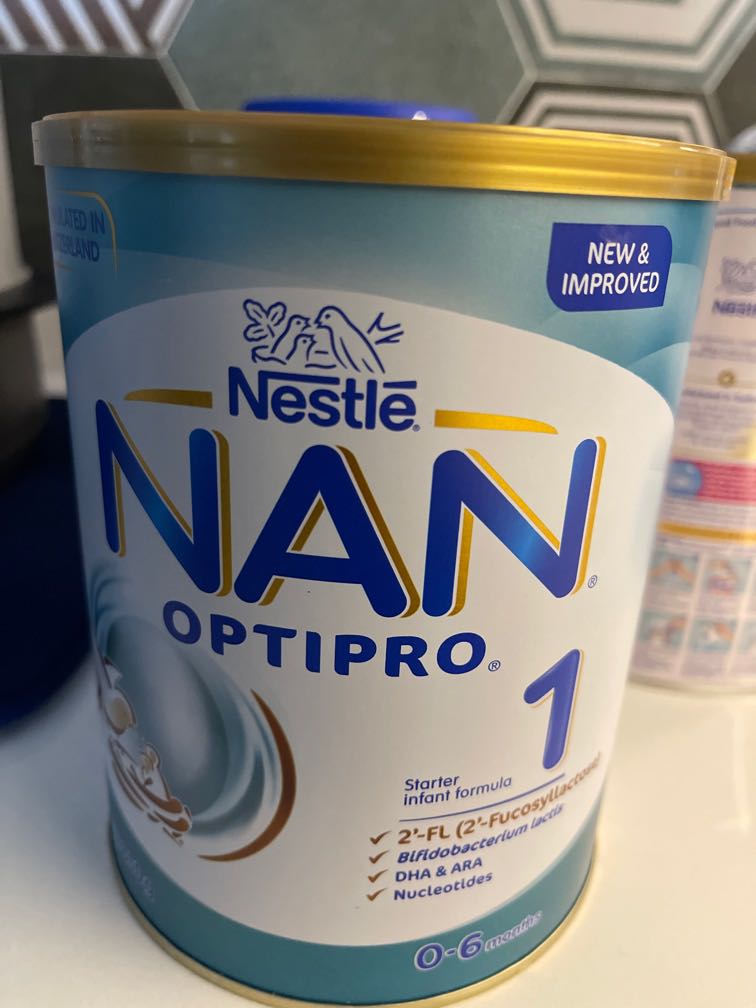 NEW &
IMPROVED
Nestlé
NAN
OPTIPRO®
1
Starter
infant formula
2'-FL (2'-Fucosyllactose)
Bifidobacterium lactis
DHA & ARA
Nucleotides
0-6 months